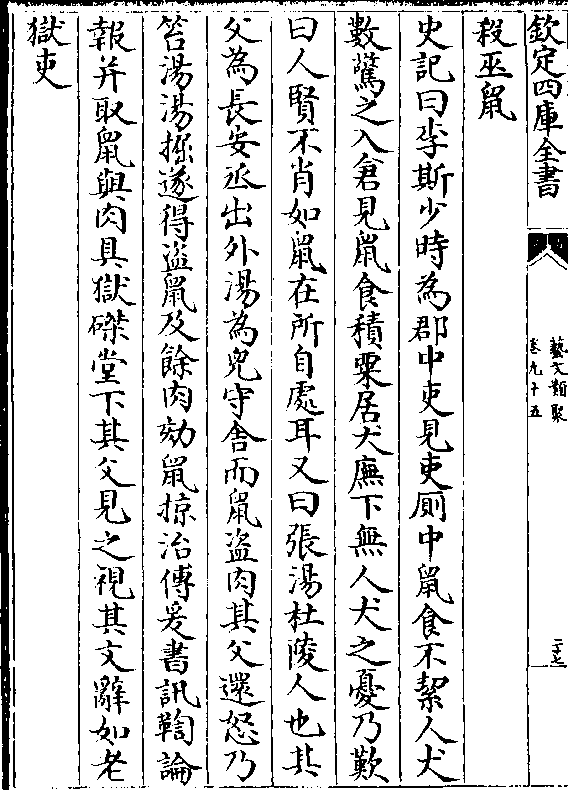 欽定四庫全書
藝文類聚
卷九十五
二十七
殺巫鼠
史記曰李斯少時為郡中吏見吏厠中鼠食不絜人犬
數驚之入倉見鼠食積粟居大廡下無人犬之憂乃歎
曰人賢不肖如鼠在所自處耳又曰張湯杜陵人也其
父為長安丞出外湯為兒守舍而鼠盜肉其父還怒乃
笞湯湯掘遂得盜鼠及餘肉劾鼠掠治傳爰書訊鞫論
報并取鼠與肉具獄磔堂下其父見之視其文辭如老
獄吏